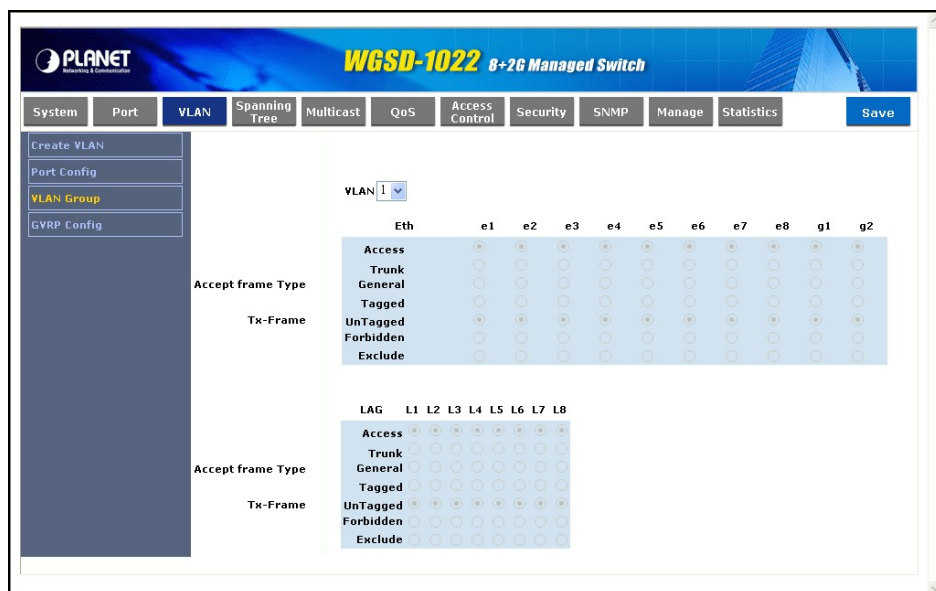 PLANET
Networking & Communication
WGSD-1022 8+2G Managed Switch
System Port VLAN Spanning Tree Multicast QoS Access Control Security SNMP Manage Statistics Save
Create VLAN
Port Config
VLAN Group
GVRP Config
VLAN 1
Eth e1 e2 e3 e4 e5 e6 e7 e8 g1 g2
Access
Trunk
Accept frame Type General
Tagged
Tx-Frame UnTagged
Forbidden
Exclude
LAG L1 L2 L3 L4 L5 L6 L7 L8
Access
Trunk
Accept frame Type General
Tagged
Tx-Frame UnTagged
Forbidden
Exclude